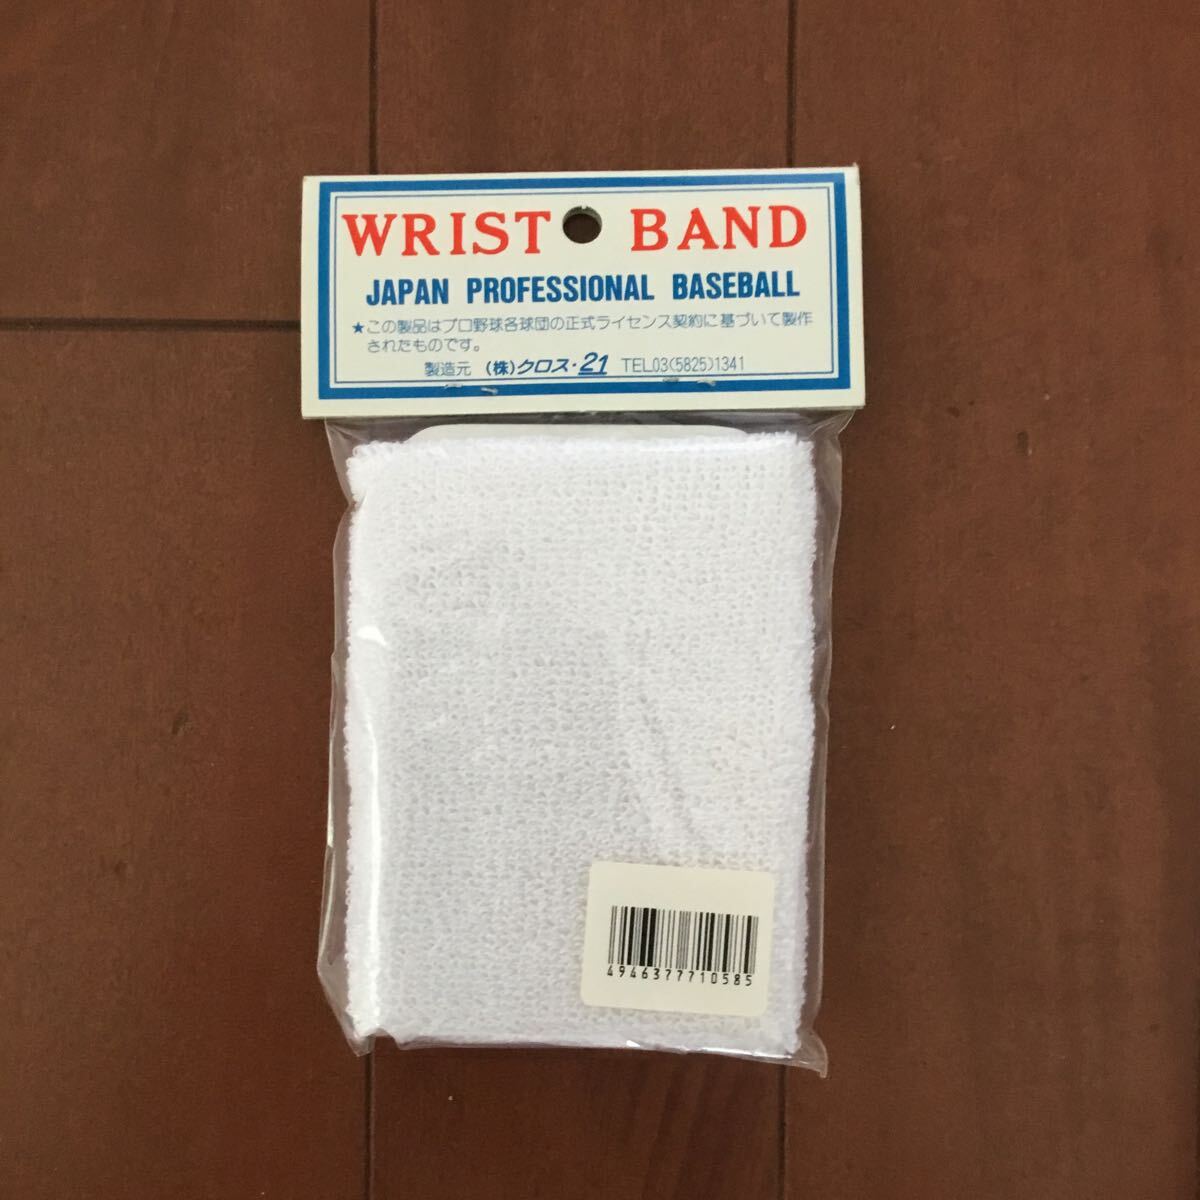 WRIST BAND
JAPAN PROFESSIONAL BASEBALL
★この製品はプロ野球各球団の正式ライセンス契約に基づいて製作
されたものです。
製造元 (株)クロス・21 TEL03(5825)1341
4946377710585